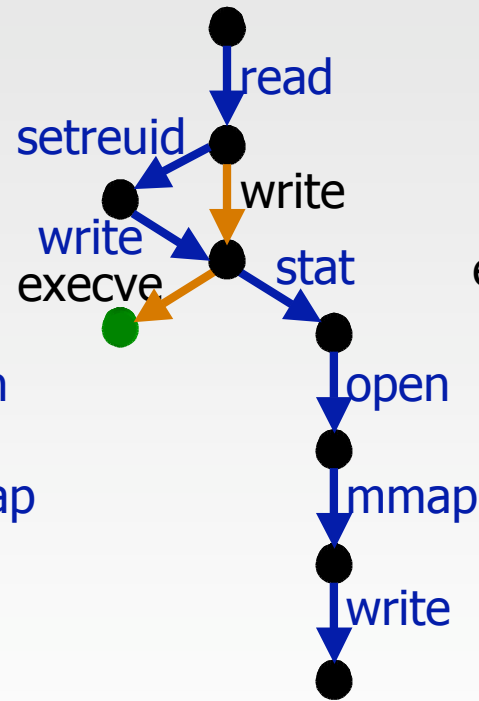 read
setreuid
write
write
stat
execve
open
mmap
write